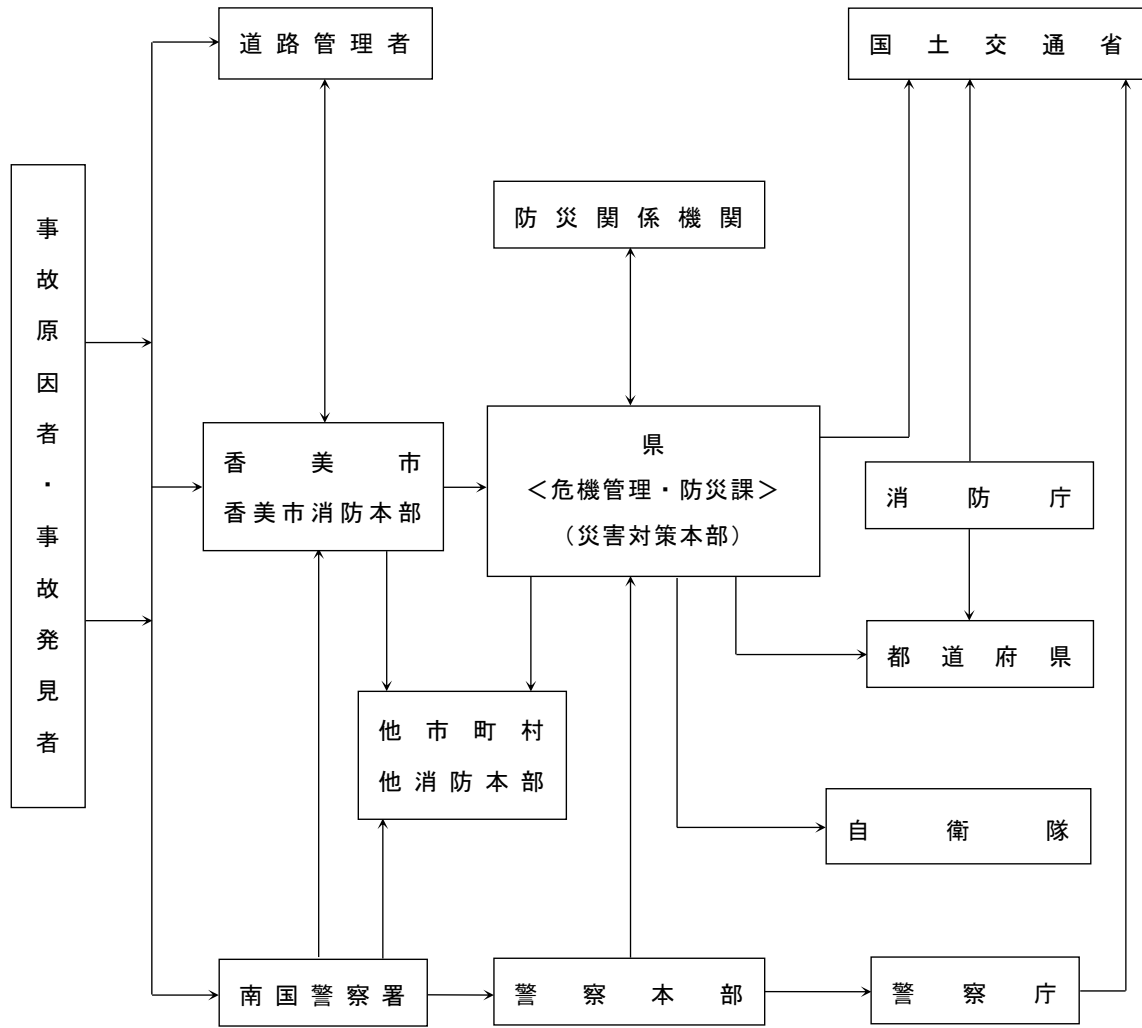 道路管理者
国土交通省
事故原因者・事故発見者
防災関係機関
香美市
香美市消防本部
県
＜危機管理・防災課＞
（災害対策本部）
消防庁
都道府県
他市町村
他消防本部
自衛隊
南国警察署
警察本部
警察庁